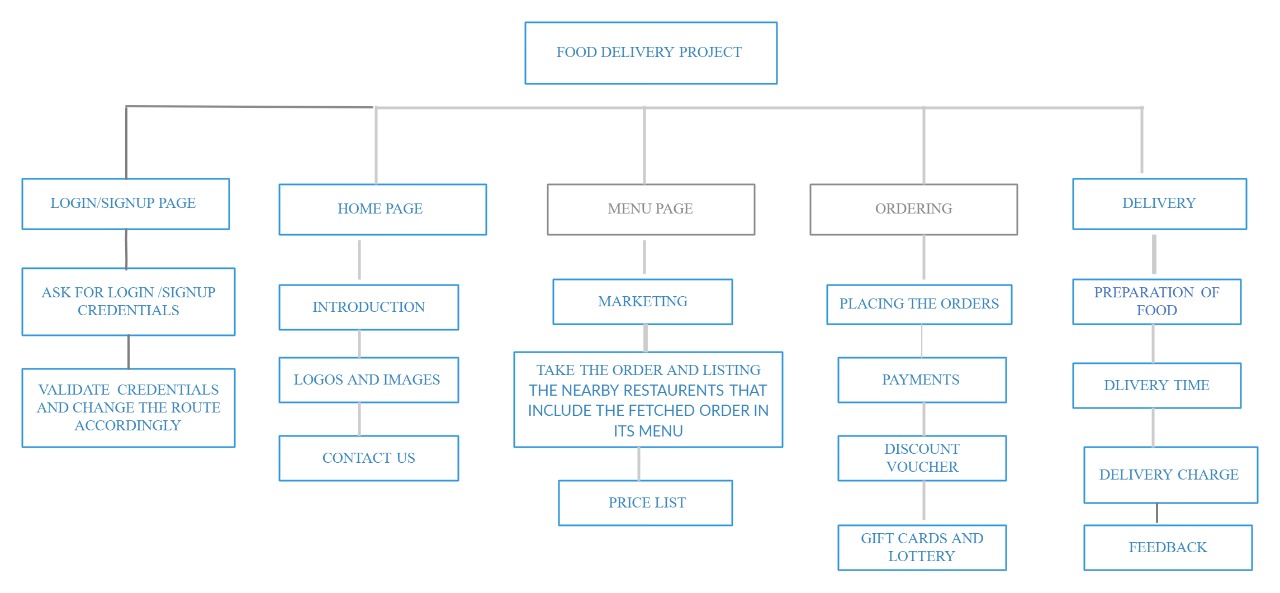 FOOD DELIVERY PROJECT
LOGIN/SIGNUP PAGE
HOME PAGE
MENU PAGE
ORDERING
DELIVERY
ASK FOR LOGIN /SIGNUP
CREDENTIALS
VALIDATE  CREDENTIALS
AND CHANGE THE ROUTE
ACCORDINGLY
INTRODUCTION
LOGOS AND IMAGES
CONTACT US
MARKETING
TAKE THE ORDER AND LISTING
THE NEARBY RESTAURENTS THAT
INCLUDE THE FETCHED ORDER IN
ITS MENU
PRICE LIST
PLACING THE ORDERS
PAYMENTS
DISCOUNT
VOUCHER
GIFT CARDS AND
LOTTERY
PREPARATION  OF
FOOD
DLIVERY TIME
DELIVERY CHARGE
FEEDBACK